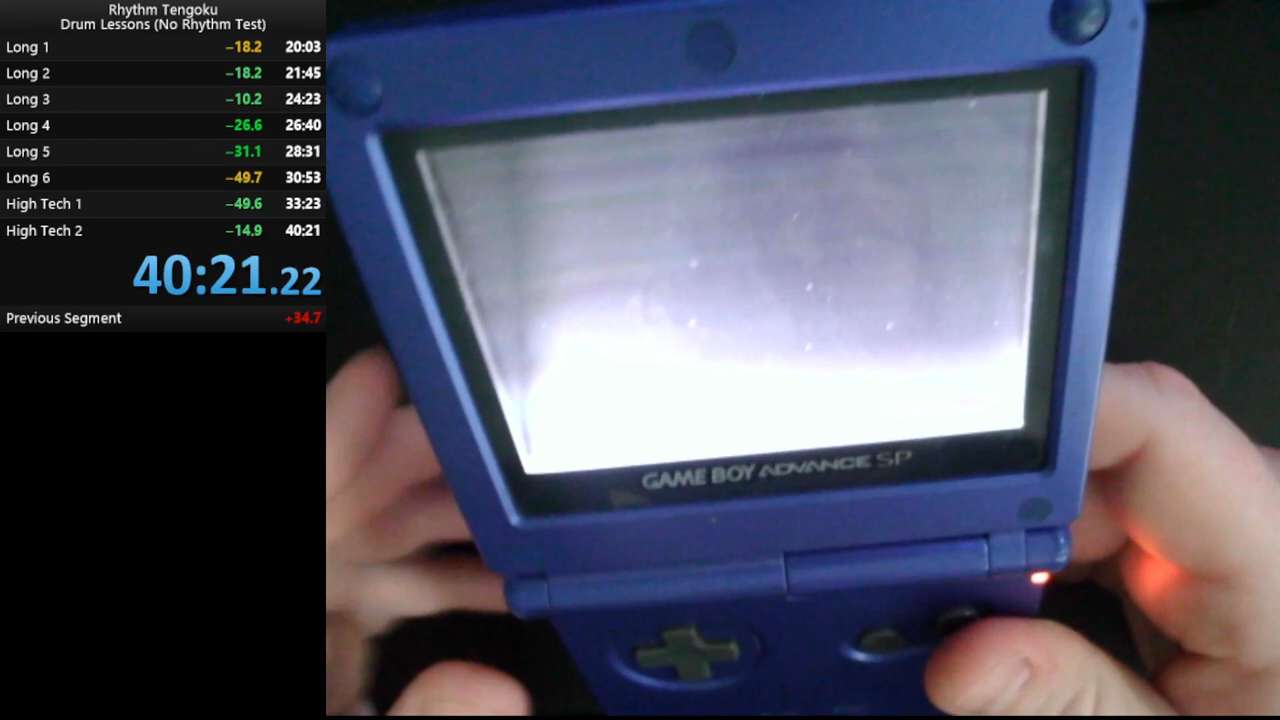 Rhythm Tengoku
Drum Lessons (No Rhythm Test)
Long 1 −18.2 20:03
Long 2 −18.2 21:45
Long 3 −10.2 24:23
Long 4 −26.6 26:40
Long 5 −31.1 28:31
Long 6 −49.7 30:53
High Tech 1 −49.6 33:23
High Tech 2 −14.9 40:21
40:21.22
Previous Segment +34.7
GAME BOY ADVANCE SP